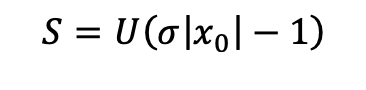 S = U(σ|x₀| − 1)